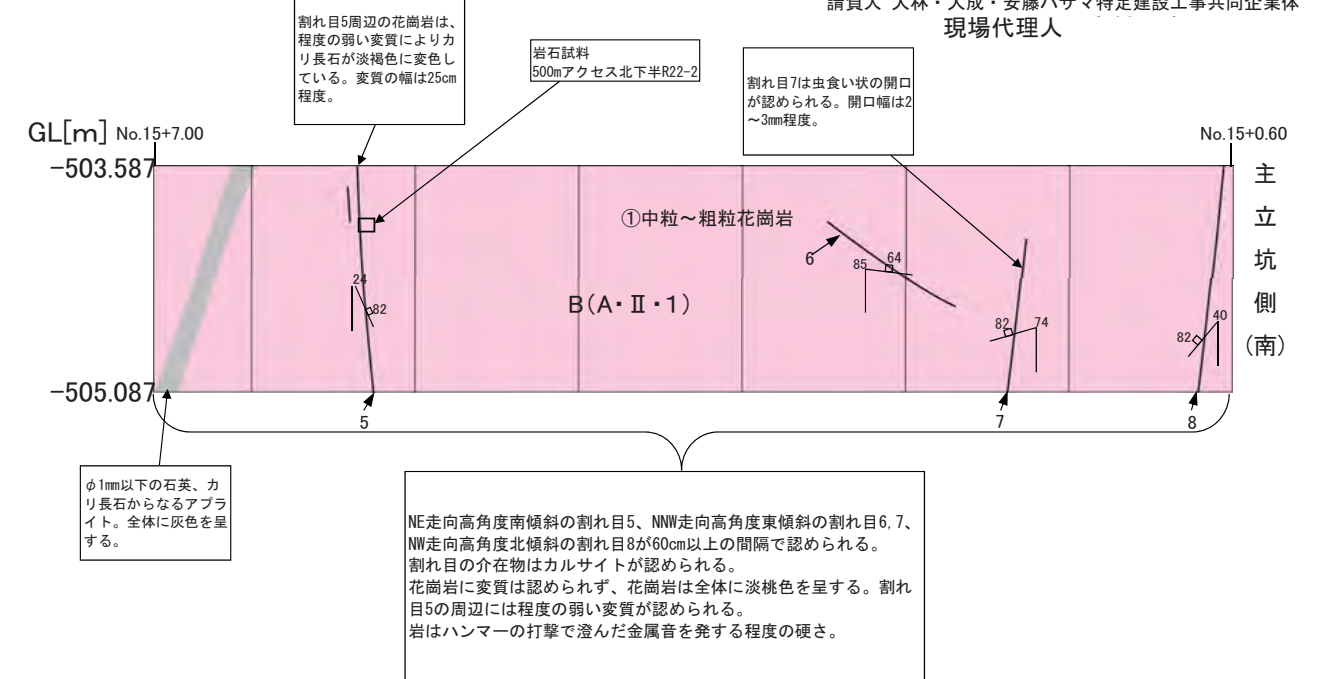 請負人 大林・大成・安藤ハザマ特定建設工事共同企業体
現場代理人
割れ目5周辺の花崗岩は、
程度の弱い変質によりカ
リ長石が淡褐色に変色し
ている。変質の幅は25cm
程度。
岩石試料
500mアクセス北下半R22-2
割れ目7は虫食い状の開口
が認められる。開口幅は2
～3mm程度。
GL[m]
No.15+7.00
No.15+0.60
-503.587
-505.087
主
立
坑
側
(南)
①中粒～粗粒花崗岩
B(A・Ⅱ・1)
24
82
6
85
64
82
74
82
40
5
7
8
φ1mm以下の石英、カ
リ長石からなるアプラ
イト。全体に灰色を呈
する。
NE走向高角度南傾斜の割れ目5、NNW走向高角度東傾斜の割れ目6,7、
NW走向高角度北傾斜の割れ目8が60cm以上の間隔で認められる。
割れ目の介在物はカルサイトが認められる。
花崗岩に変質は認められず、花崗岩は全体に淡桃色を呈する。割れ
目5の周辺には程度の弱い変質が認められる。
岩はハンマーの打撃で澄んだ金属音を発する程度の硬さ。